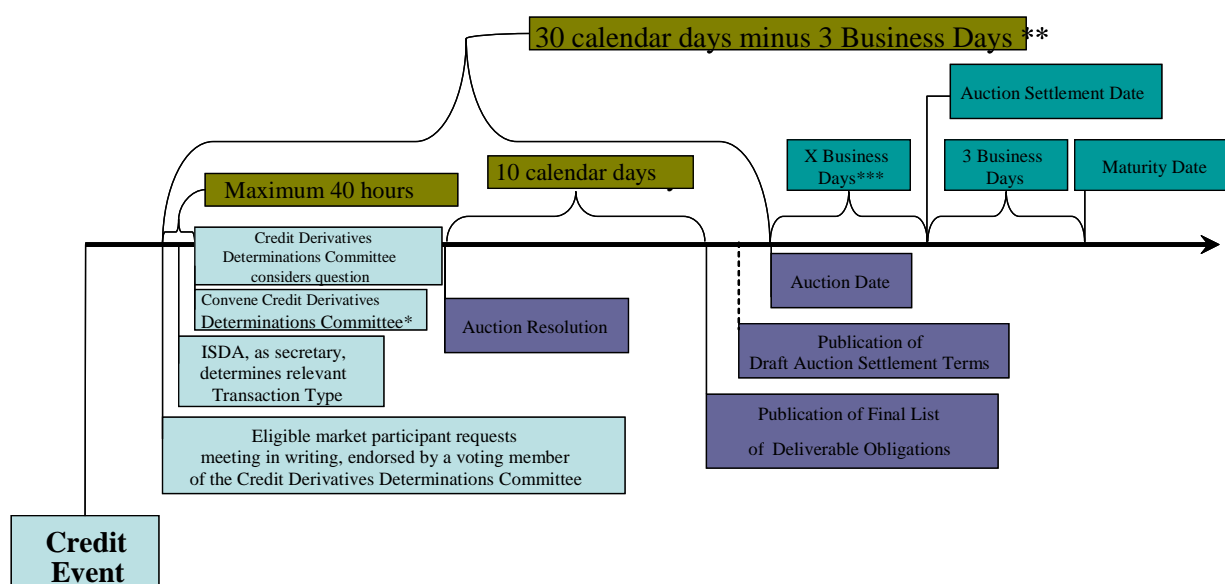 30 calendar days minus 3 Business Days **
Auction Settlement Date
X Business
Days***
3 Business
Days
Maturity Date
10 calendar days
Maximum 40 hours
Credit Derivatives
Determinations Committee
considers question
Convene Credit Derivatives
Determinations Committee*
ISDA, as secretary,
determines relevant
Transaction Type
Eligible market participant requests
meeting in writing, endorsed by a voting member
of the Credit Derivatives Determinations Committee
Auction Resolution
Auction Date
Publication of
Draft Auction Settlement Terms
Publication of Final List
of Deliverable Obligations
Credit
Event